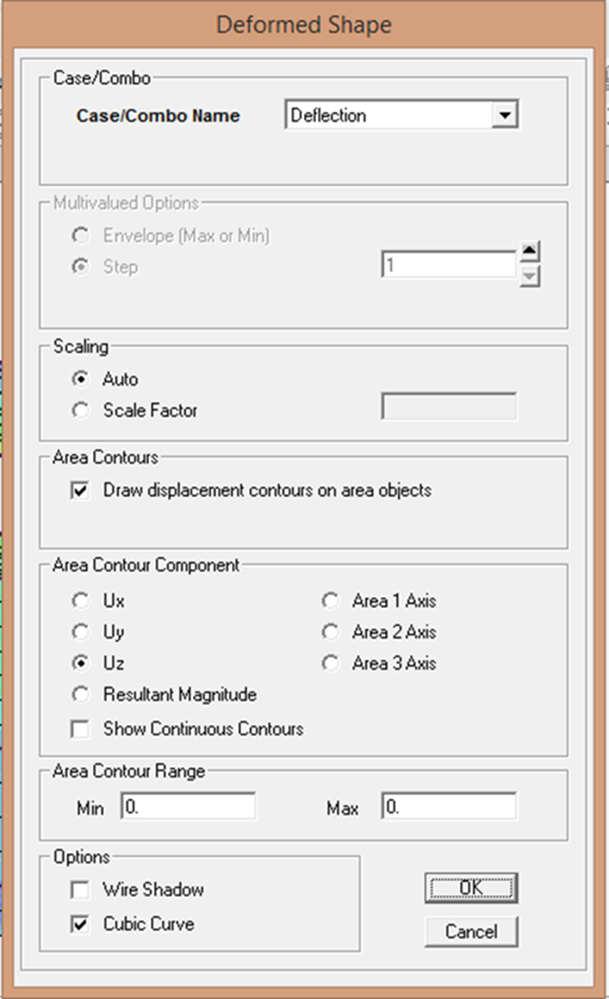 Deformed Shape
Case/Combo
Case/Combo Name Deflection
Multivalued Options
Envelope (Max or Min)
Step 1
Scaling
Auto
Scale Factor
Area Contours
Draw displacement contours on area objects
Area Contour Component
Ux Area 1 Axis
Uy Area 2 Axis
Uz Area 3 Axis
Resultant Magnitude
Show Continuous Contours
Area Contour Range
Min 0. Max 0.
Options
Wire Shadow OK
Cubic Curve Cancel